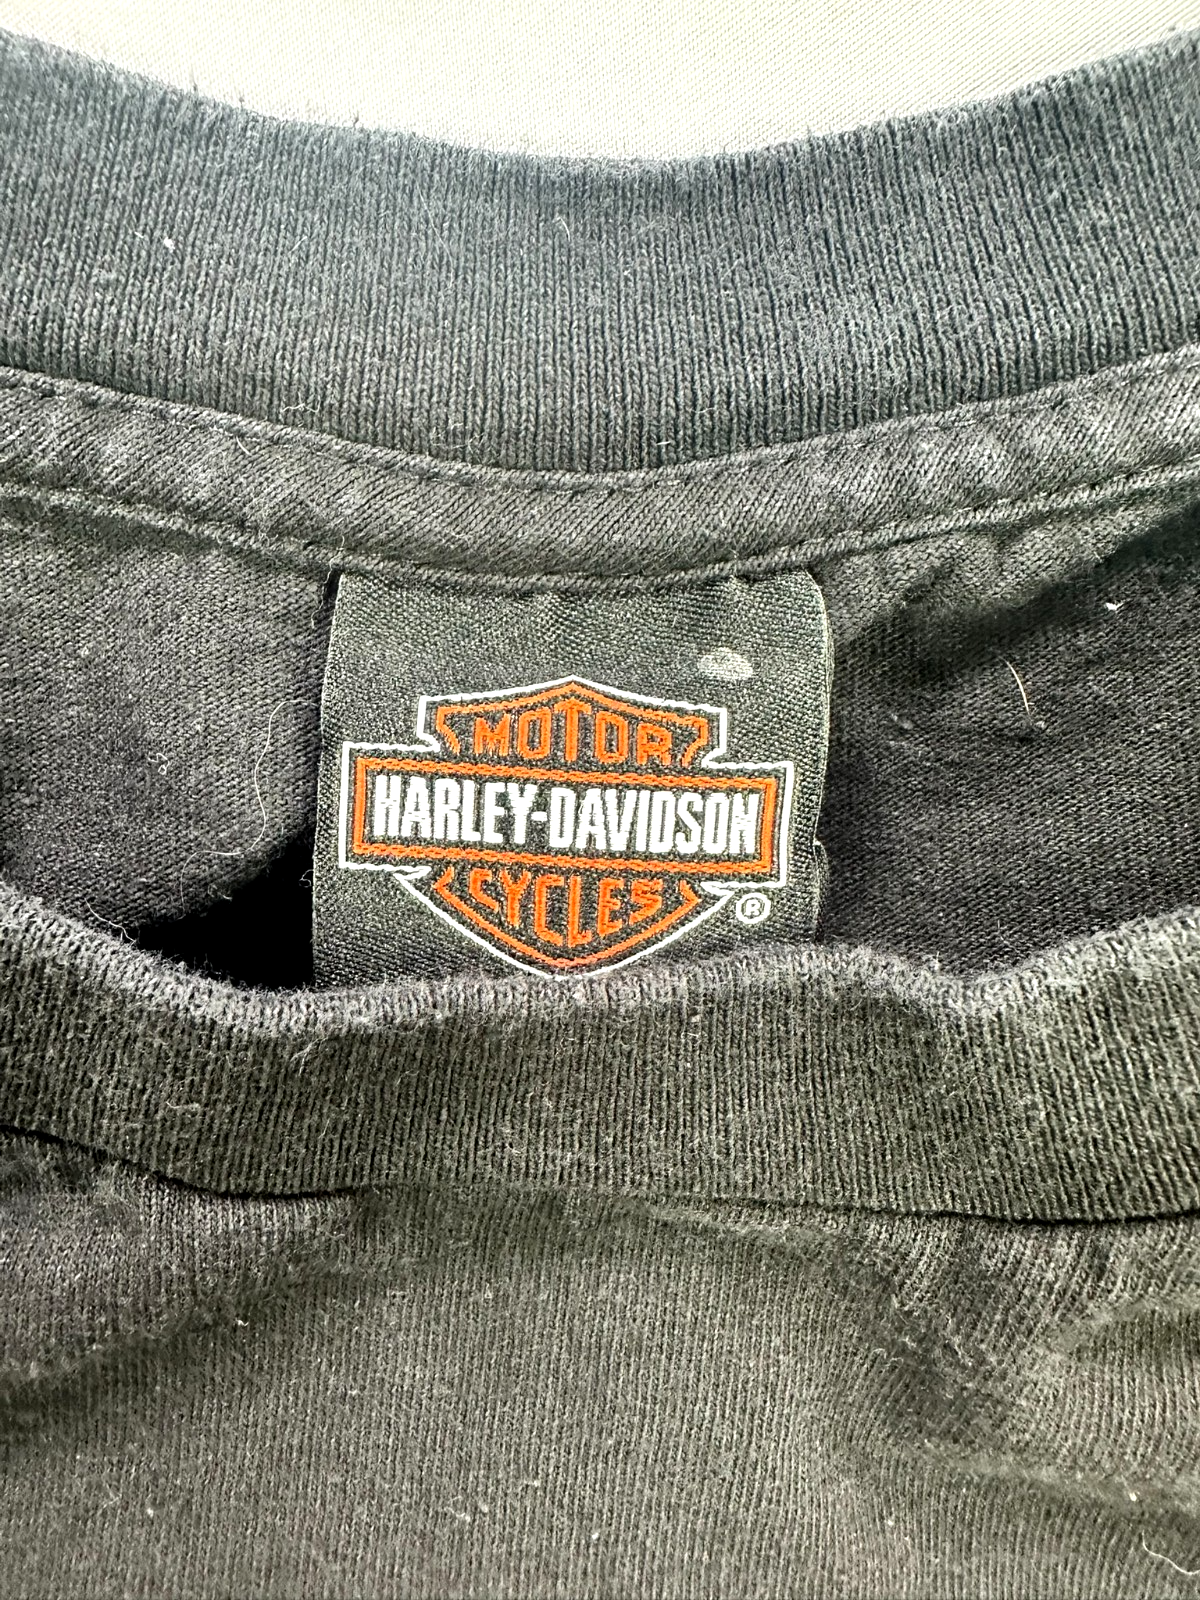 MOTOR
HARLEY-DAVIDSON
CYCLES
®